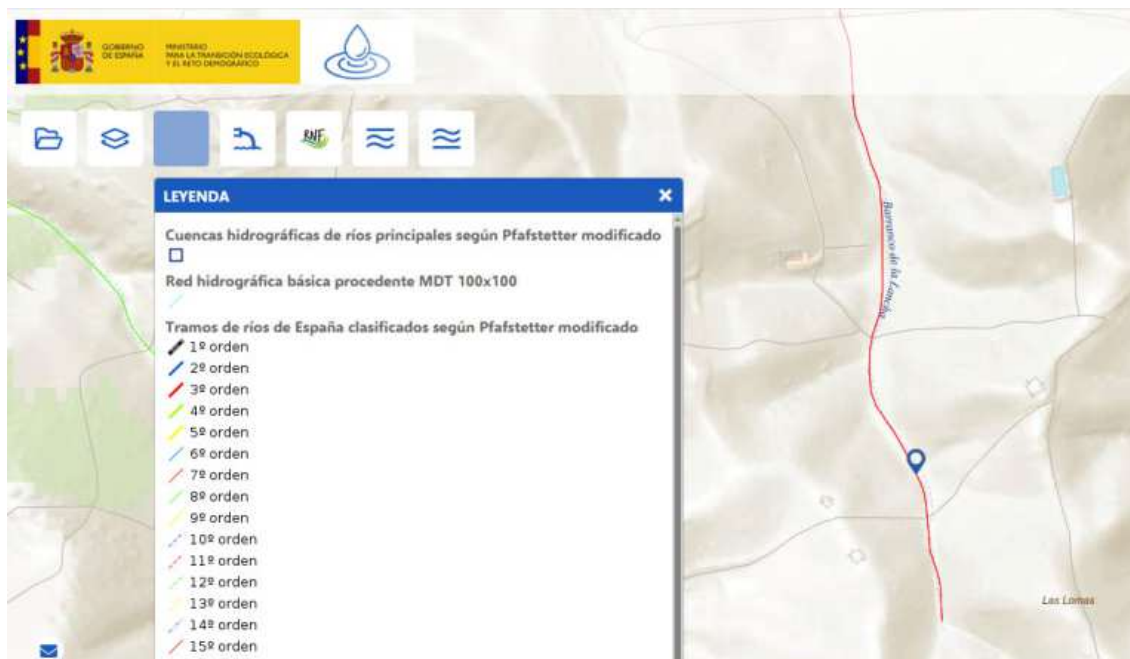 GOBIERNO
DE ESPAÑA
MINISTERIO
PARA LA TRANSICIÓN ECOLÓGICA
Y EL RETO DEMOGRÁFICO
RNF
LEYENDA
Cuencas hidrográficas de ríos principales según Pfafstetter modificado
Red hidrográfica básica procedente MDT 100x100
Tramos de ríos de España clasificados según Pfafstetter modificado
1º orden
2º orden
3º orden
4º orden
5º orden
6º orden
7º orden
8º orden
9º orden
10º orden
11º orden
12º orden
13º orden
14º orden
15º orden
Barranco de la Lancha
Las Lomas